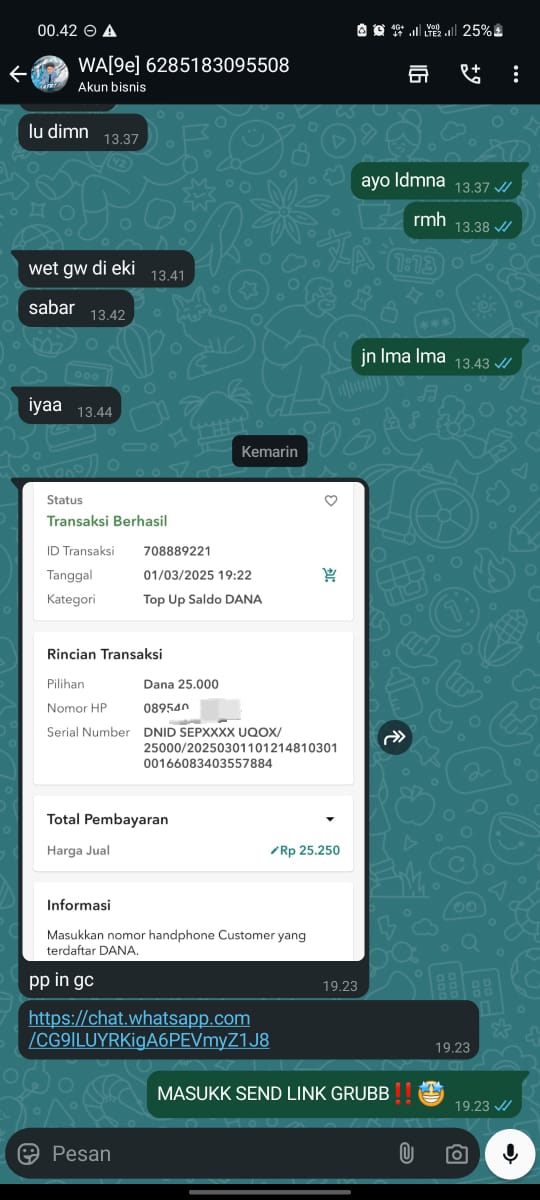 00.42
4G+ Vo) LTE2 25%
WA[9e] 6285183095508
Akun bisnis
lu dimn 13.37
ayo ldmna 13.37
rmh 13.38
wet gw di eki 13.41
sabar 13.42
jn lma lma 13.43
iyaa 13.44
Kemarin
Status
Transaksi Berhasil
ID Transaksi 708889221
Tanggal 01/03/2025 19:22
Kategori Top Up Saldo DANA
Rincian Transaksi
Pilihan Dana 25.000
Nomor HP 089540
Serial Number DNID SEPXXXX UQOX/
25000/20250301101214810301
00166083403557884
Total Pembayaran
Harga Jual Rp 25.250
Informasi
Masukkan nomor handphone Customer yang
terdaftar DANA.
pp in gc 19.23
https://chat.whatsapp.com
/CG9lLUYRKigA6PEVmyZ1J8
19.23
MASUKK SEND LINK GRUBB‼️🤩 19.23
Pesan